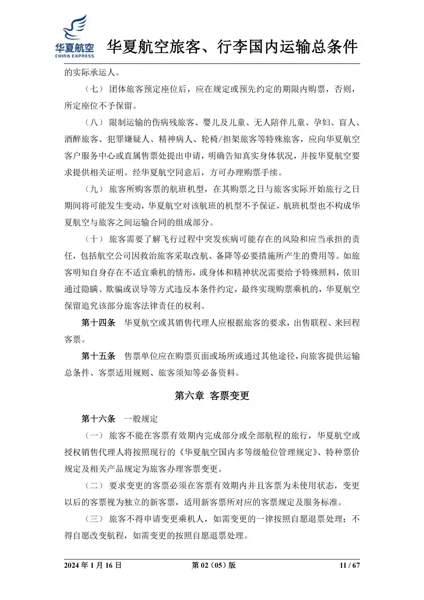 华夏航空
CHINA EXPRESS
华夏航空旅客、行李国内运输总条件
的实际承运人。
（七） 团体旅客预定座位后，应在规定或预先约定的期限内购票，否则，
所定座位不予保留。
（八） 限制运输的伤病残旅客、婴儿及儿童、无人陪伴儿童、孕妇、盲人、
酒醉旅客、犯罪嫌疑人、精神病人、轮椅/担架旅客等特殊旅客，应向华夏航空
客户服务中心或直属售票处提出申请，明确告知真实身体状况，并按华夏航空要
求提供相关证明。经华夏航空同意后，方可办理购票手续。
（九） 旅客所购客票的航班机型，在其购票之日与旅客实际开始旅行之日
期间将可能发生变动，华夏航空对该航班的机型不予保证，航班机型也不构成华
夏航空与旅客之间运输合同的组成部分。
（十） 旅客需要了解飞行过程中突发疾病可能存在的风险和应当承担的责
任，包括航空公司因救治旅客采取改航、备降等必要措施所产生的费用等。如旅
客明知自身存在不适宜乘机的情形，或身体和精神状况需要给予特殊照料，依旧
通过隐瞒、欺骗或误导等方式违反本条件约定，最终实现购票乘机的，华夏航空
保留追究该部分旅客法律责任的权利。
第十四条 华夏航空或其销售代理人应根据旅客的要求，出售联程、来回程
客票。
第十五条 售票单位应在购票页面或场所或通过其他途径，向旅客提供运输
总条件、客票适用规则、旅客须知等必备资料。
第六章 客票变更
第十六条 一般规定
（一） 旅客不能在客票有效期内完成部分或全部航程的旅行，华夏航空或
授权销售代理人将按照现行的《华夏航空国内多等级舱位管理规定》、特种票价
规定及相关产品规定为旅客办理客票变更。
（二） 要求变更的客票必须在客票有效期内并且客票为未使用状态，变更
以后的客票视为独立的新客票，适用新客票所对应的客票规定及服务标准。
（三） 旅客不得申请变更乘机人，如需变更的一律按照自愿退票处理；不
得自愿改变航程，如需变更的按照自愿退票处理。
2024 年 1 月 16 日 第 02（05）版 11 / 67